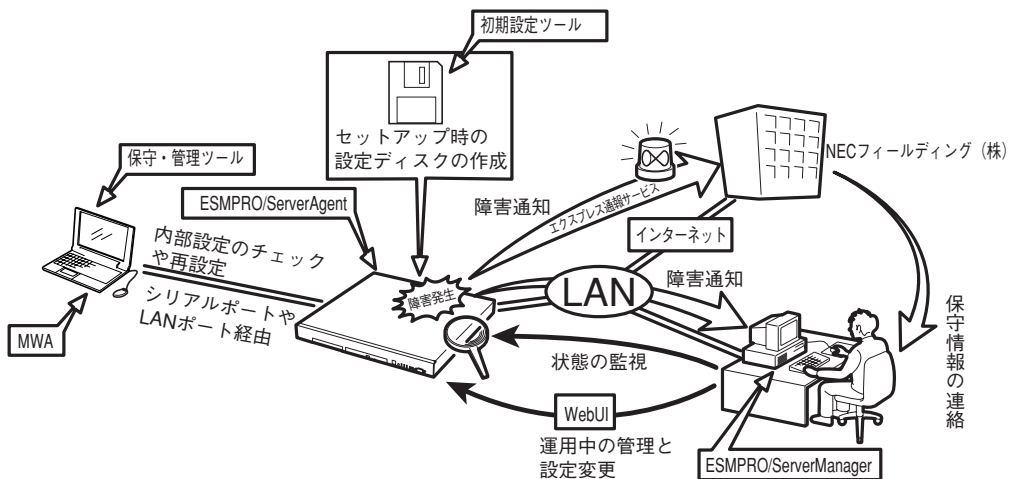 初期設定ツール
セットアップ時の
設定ディスクの作成
保守・管理ツール
ESMPRO/ServerAgent
障害通知
エクスプレス通報サービス
NECフィールディング（株）
インターネット
内部設定のチェック
や再設定
シリアルポートや
LANポート経由
MWA
障害発生
LAN
障害通知
状態の監視
WebUI
運用中の管理と
設定変更
ESMPRO/ServerManager
保守情報の連絡